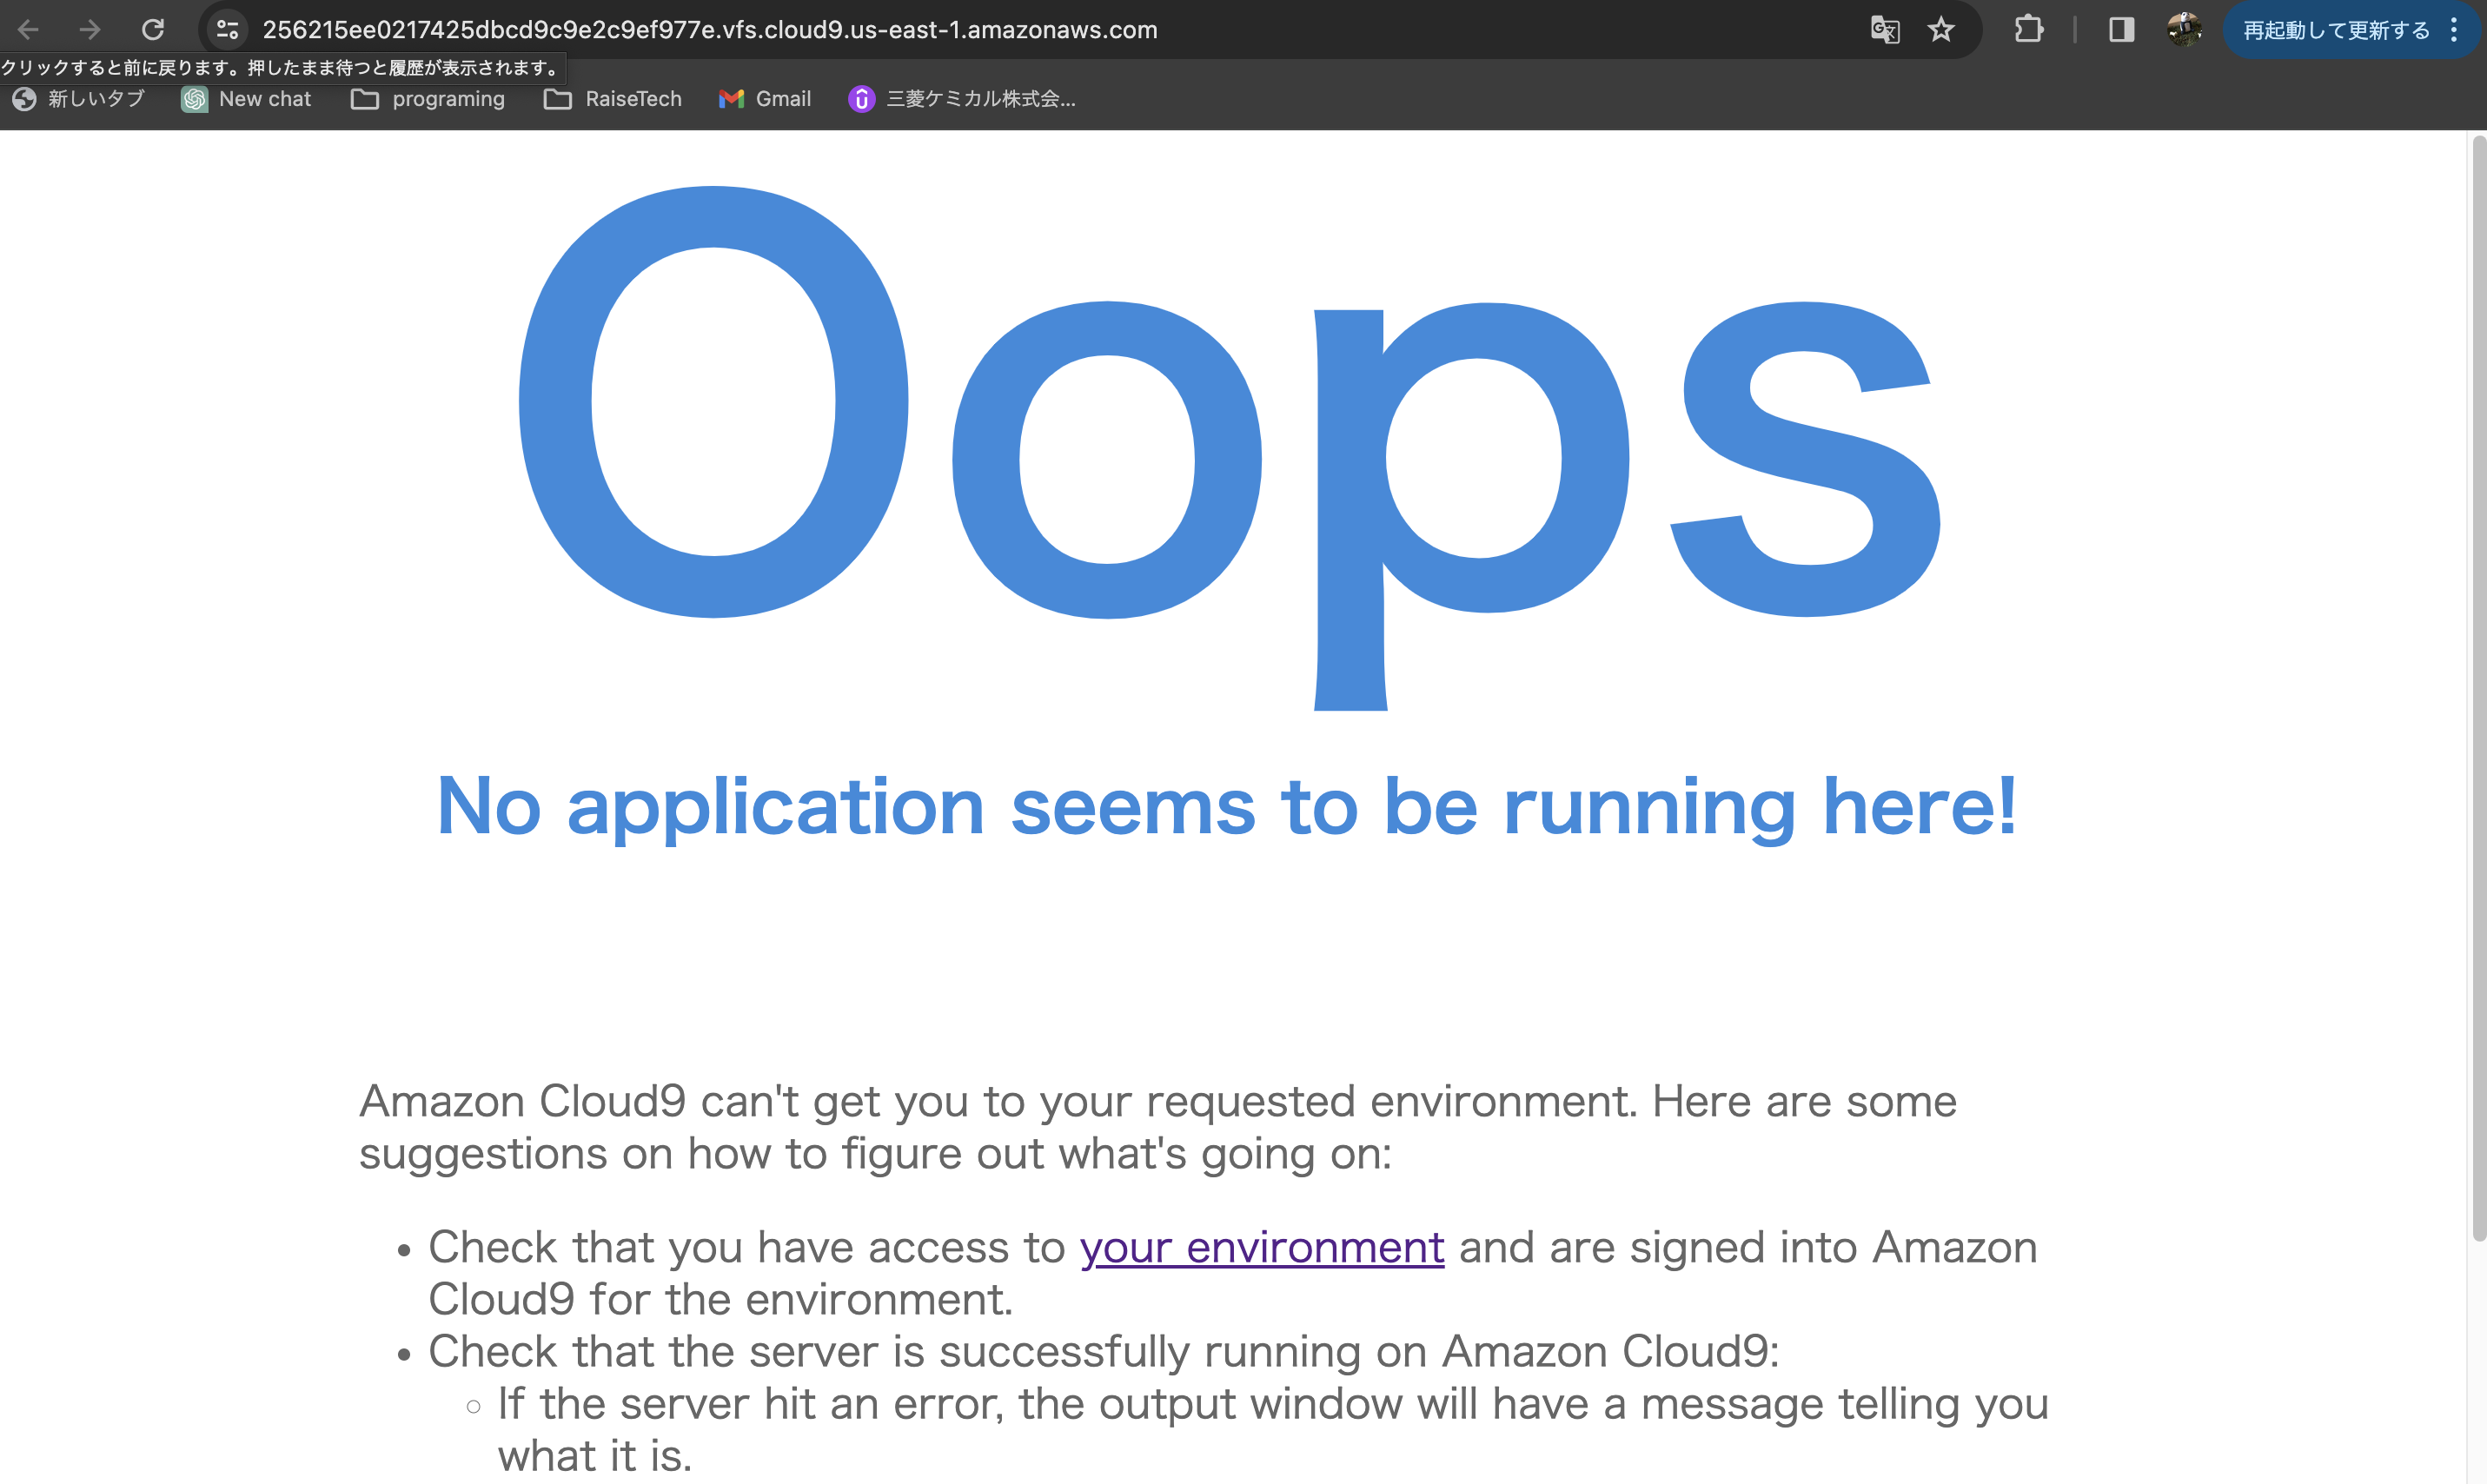 256215ee0217425dbcd9c9e2c9ef977e.vfs.cloud9.us-east-1.amazonaws.com
再起動して更新する
クリックすると前に戻ります。押したまま待つと履歴が表示されます。
新しいタブ New chat programing RaiseTech Gmail 三菱ケミカル株式会...
Oops
No application seems to be running here!
Amazon Cloud9 can't get you to your requested environment. Here are some
suggestions on how to figure out what's going on:
Check that you have access to your environment and are signed into Amazon
Cloud9 for the environment.
Check that the server is successfully running on Amazon Cloud9:
If the server hit an error, the output window will have a message telling you
what it is.